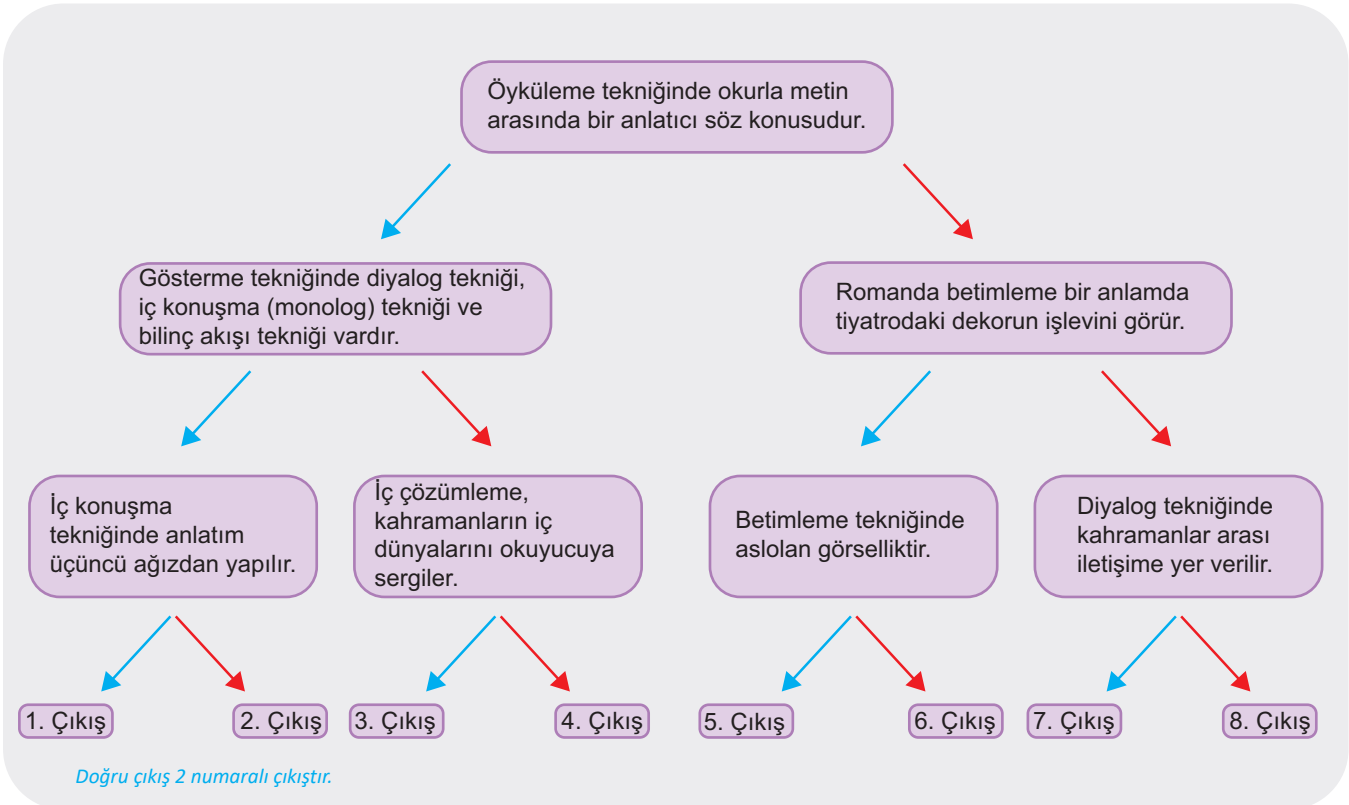 Öyküleme tekniğinde okurla metin
arasında bir anlatıcı söz konusudur.
Gösterme tekniğinde diyalog tekniği,
iç konuşma (monolog) tekniği ve
bilinç akışı tekniği vardır.
Romanda betimleme bir anlamda
tiyatrodaki dekorun işlevini görür.
İç konuşma
tekniğinde anlatım
üçüncü ağızdan yapılır.
İç çözümleme,
kahramanların iç
dünyalarını okuyucuya
sergiler.
Betimleme tekniğinde
aslolan görselliktir.
Diyalog tekniğinde
kahramanlar arası
iletişime yer verilir.
1. Çıkış
2. Çıkış
3. Çıkış
4. Çıkış
5. Çıkış
6. Çıkış
7. Çıkış
8. Çıkış
Doğru çıkış 2 numaralı çıkıştır.